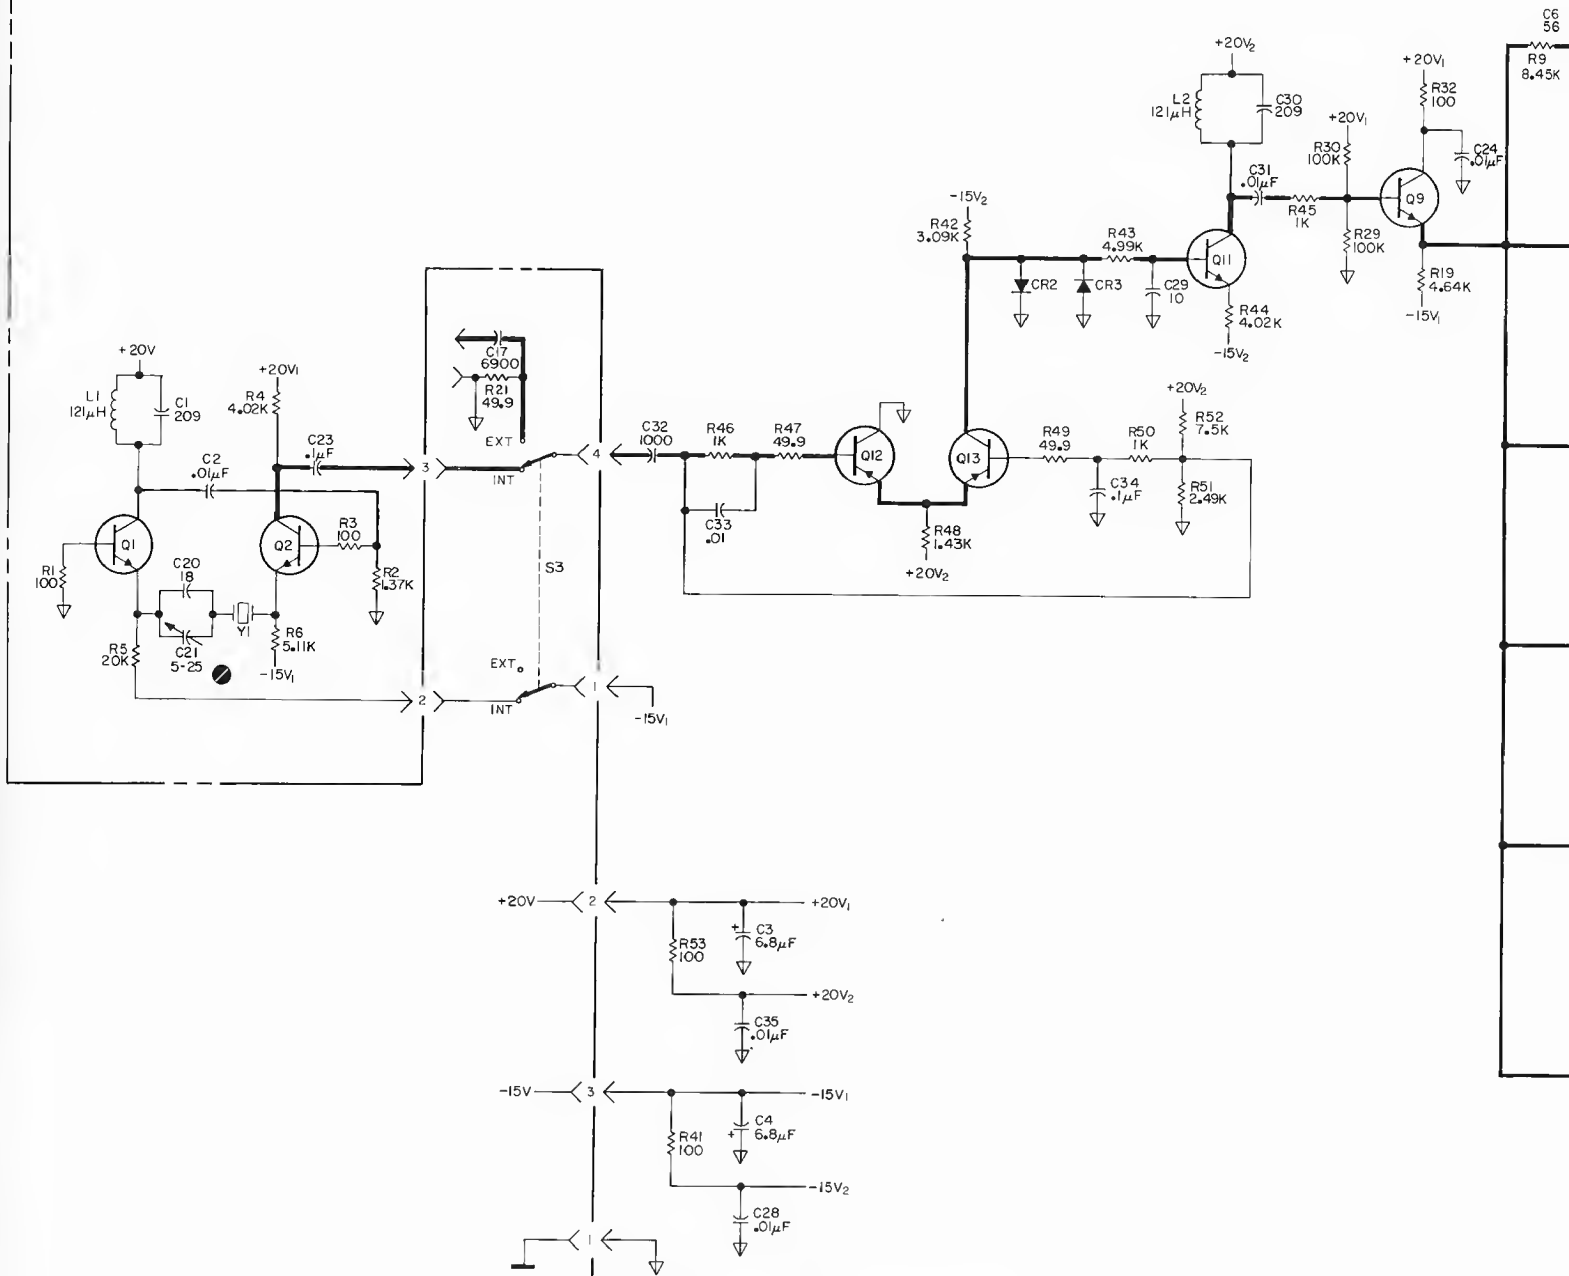 C6
56
R9
8.45K
+20V₂
L2
121μH
C30
209
+20V₁
R32
100
C24
.01μF
+20V₁
R30
100K
C31
.01μF
R45
1K
Q9
R29
100K
R19
4.64K
-15V₁
-15V₂
R42
3.09K
R43
4.99K
Q11
CR2
CR3
C29
10
R44
4.02K
-15V₂
+20V
L1
121μH
C1
209
+20V₁
R4
4.02K
C23
.1μF
C2
.01μF
Q1
Q2
R3
100
R1
100
R2
1.37K
C20
18
Y1
C21
5-25
R5
20K
R6
5.11K
-15V₁
C17
6900
R21
49.9
EXT
INT
3
4
S3
EXT
INT
2
1
-15V₁
C32
1000
R46
1K
R47
49.9
Q12
Q13
C33
.01
R48
1.43K
+20V₂
R49
49.9
R50
1K
C34
.1μF
+20V₂
R52
7.5K
R51
2.49K
+20V
2
+20V₁
R53
100
C3
+
6.8μF
+20V₂
C35
.01μF
-15V
3
-15V₁
R41
100
C4
+
6.8μF
-15V₂
C28
.01μF
1